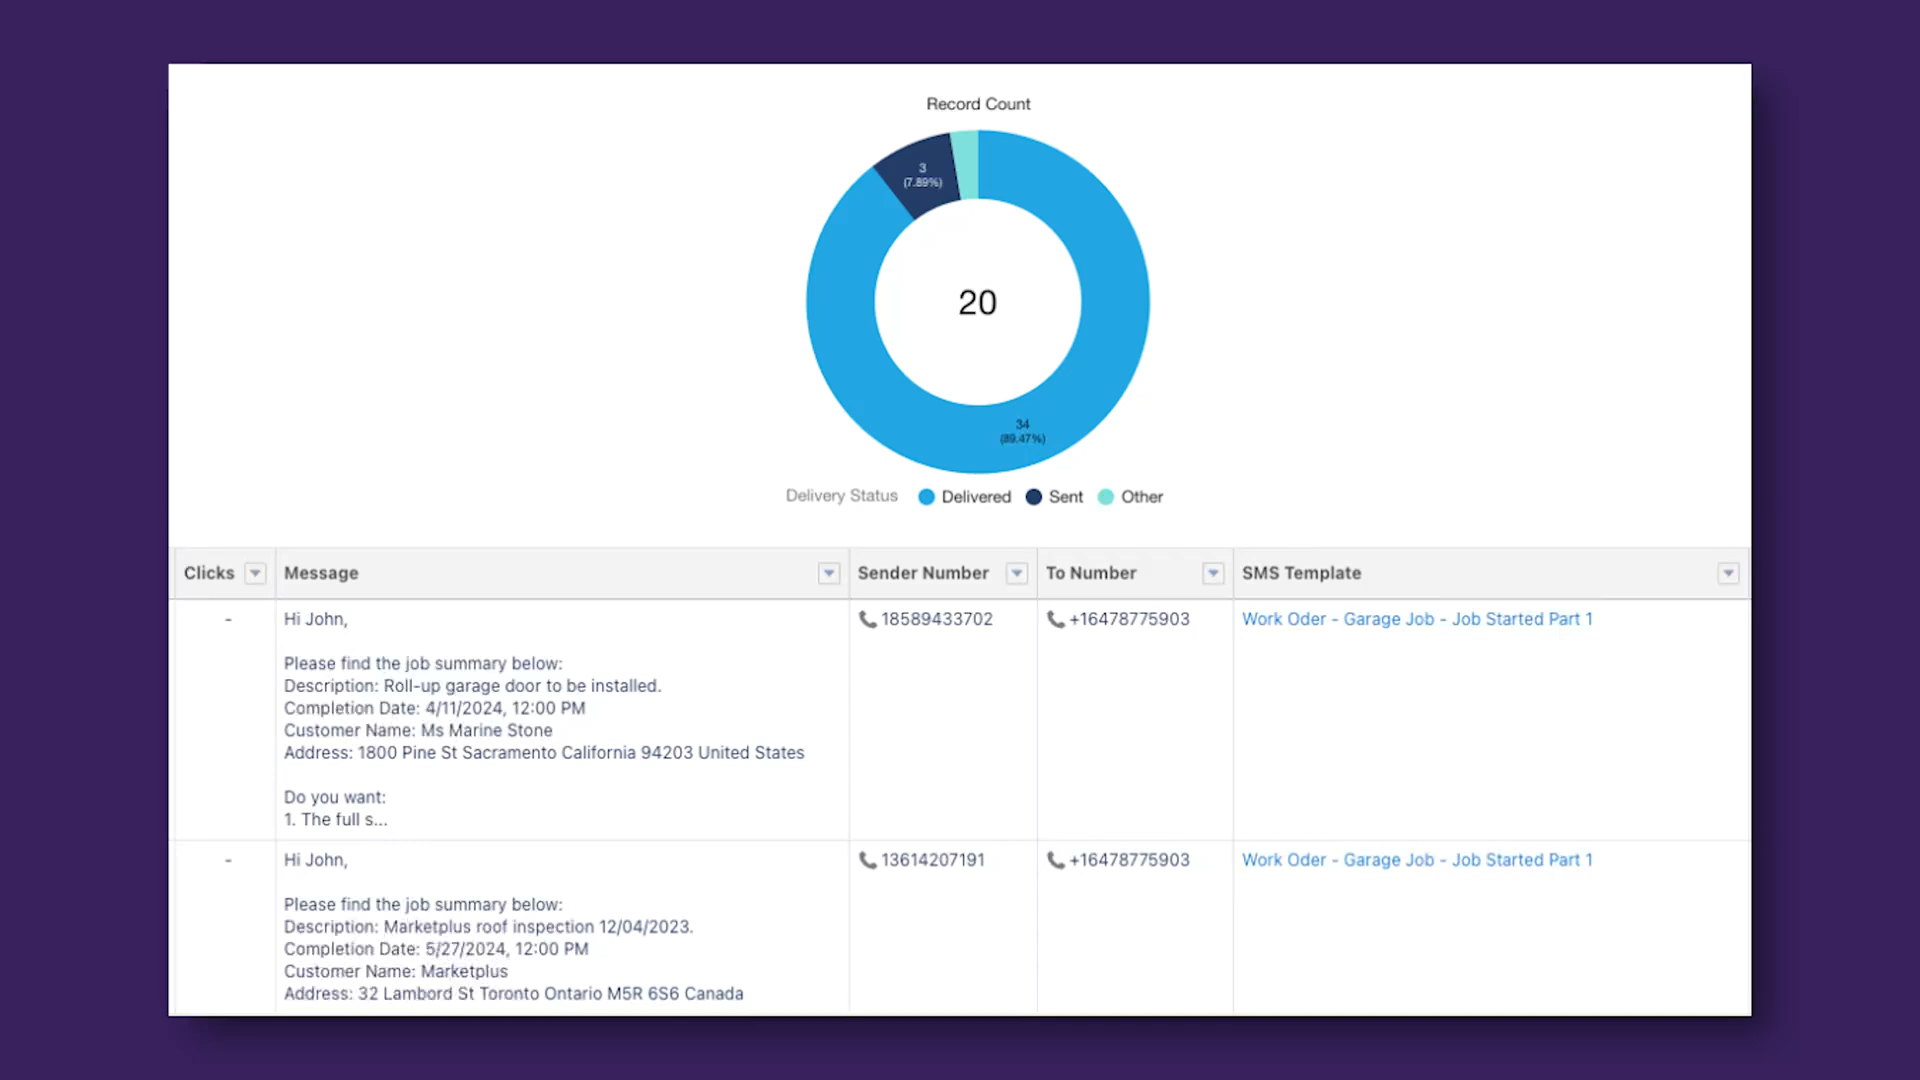 Record Count
3
(7.89%)
20
34
(89.47%)
Delivery Status Delivered Sent Other
Clicks Message Sender Number To Number SMS Template
- Hi John, 18589433702 +16478775903 Work Oder - Garage Job - Job Started Part 1
Please find the job summary below:
Description: Roll-up garage door to be installed.
Completion Date: 4/11/2024, 12:00 PM
Customer Name: Ms Marine Stone
Address: 1800 Pine St Sacramento California 94203 United States
Do you want:
1. The full s...
- Hi John, 13614207191 +16478775903 Work Oder - Garage Job - Job Started Part 1
Please find the job summary below:
Description: Marketplus roof inspection 12/04/2023.
Completion Date: 5/27/2024, 12:00 PM
Customer Name: Marketplus
Address: 32 Lambord St Toronto Ontario M5R 6S6 Canada